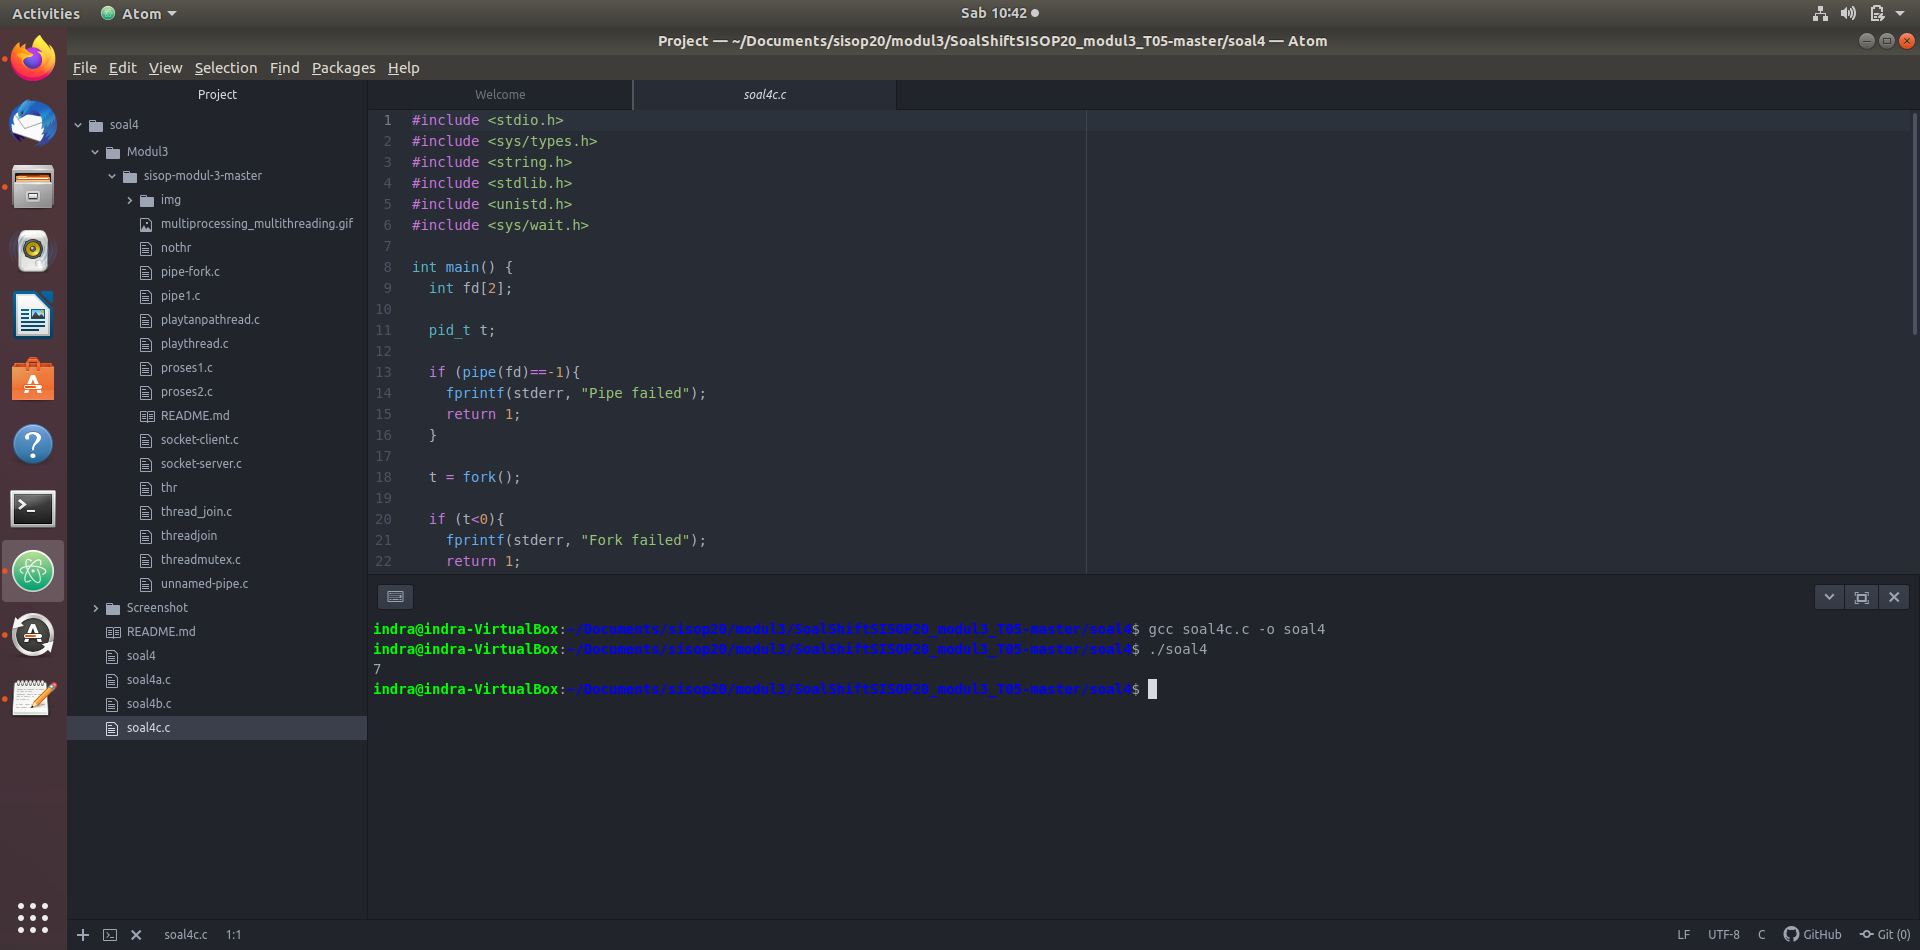 Activities Atom Sab 10:42
Project — ~/Documents/sisop20/modul3/SoalShiftSISOP20_modul3_T05-master/soal4 — Atom
File Edit View Selection Find Packages Help
Project
soal4
Modul3
sisop-modul-3-master
img
multiprocessing_multithreading.gif
nothr
pipe-fork.c
pipe1.c
playtanpathread.c
playthread.c
proses1.c
proses2.c
README.md
socket-client.c
socket-server.c
thr
thread_join.c
threadjoin
threadmutex.c
unnamed-pipe.c
Screenshot
README.md
soal4
soal4a.c
soal4b.c
soal4c.c
Welcome soal4c.c
1 #include <stdio.h>
2 #include <sys/types.h>
3 #include <string.h>
4 #include <stdlib.h>
5 #include <unistd.h>
6 #include <sys/wait.h>
7
8 int main() {
9 int fd[2];
10
11 pid_t t;
12
13 if (pipe(fd)==-1){
14 fprintf(stderr, "Pipe failed");
15 return 1;
16 }
17
18 t = fork();
19
20 if (t<0){
21 fprintf(stderr, "Fork failed");
22 return 1;
indra@indra-VirtualBox:~/Documents/sisop20/modul3/SoalShiftSISOP20_modul3_T05-master/soal4$ gcc soal4c.c -o soal4
indra@indra-VirtualBox:~/Documents/sisop20/modul3/SoalShiftSISOP20_modul3_T05-master/soal4$ ./soal4
7
indra@indra-VirtualBox:~/Documents/sisop20/modul3/SoalShiftSISOP20_modul3_T05-master/soal4$
soal4c.c 1:1 LF UTF-8 C GitHub Git (0)